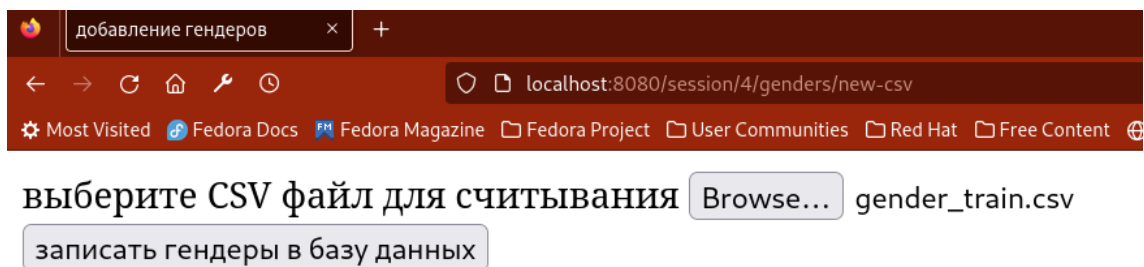 добавление гендеров × +
localhost:8080/session/4/genders/new-csv
Most Visited Fedora Docs FM Fedora Magazine Fedora Project User Communities Red Hat Free Content
выберите CSV файл для считывания Browse... gender_train.csv
записать гендеры в базу данных